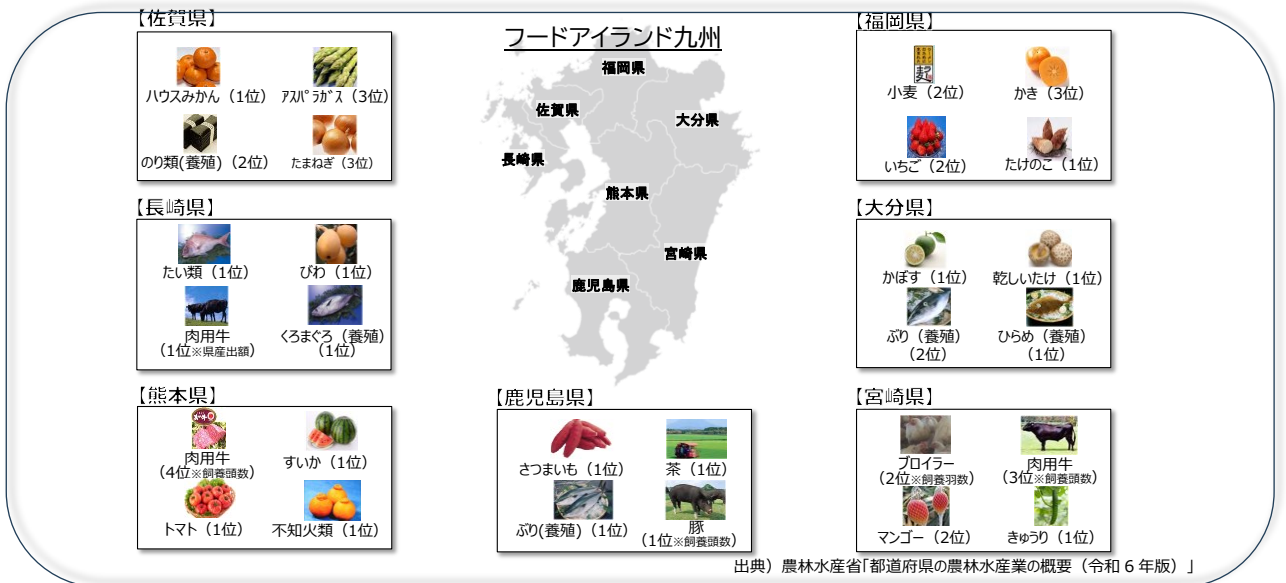 フードアイランド九州
福岡県
佐賀県
大分県
長崎県
熊本県
宮崎県
鹿児島県
【佐賀県】
ハウスみかん（1位）
アスパラガス（3位）
のり類(養殖)（2位）
たまねぎ（3位）
【長崎県】
たい類（1位）
びわ（1位）
肉用牛
（1位※県産出額）
くろまぐろ（養殖）
（1位）
【熊本県】
肉用牛
（4位※飼養頭数）
すいか（1位）
トマト（1位）
不知火類（1位）
【鹿児島県】
さつまいも（1位）
茶（1位）
ぶり(養殖)（1位）
豚
（1位※飼養頭数）
【福岡県】
小麦（2位）
かき（3位）
いちご（2位）
たけのこ（1位）
【大分県】
かぼす（1位）
乾しいたけ（1位）
ぶり（養殖）
（2位）
ひらめ（養殖）
（1位）
【宮崎県】
ブロイラー
（2位※飼養羽数）
肉用牛
（3位※飼養頭数）
マンゴー（2位）
きゅうり（1位）
出典）農林水産省「都道府県の農林水産業の概要（令和６年版）」